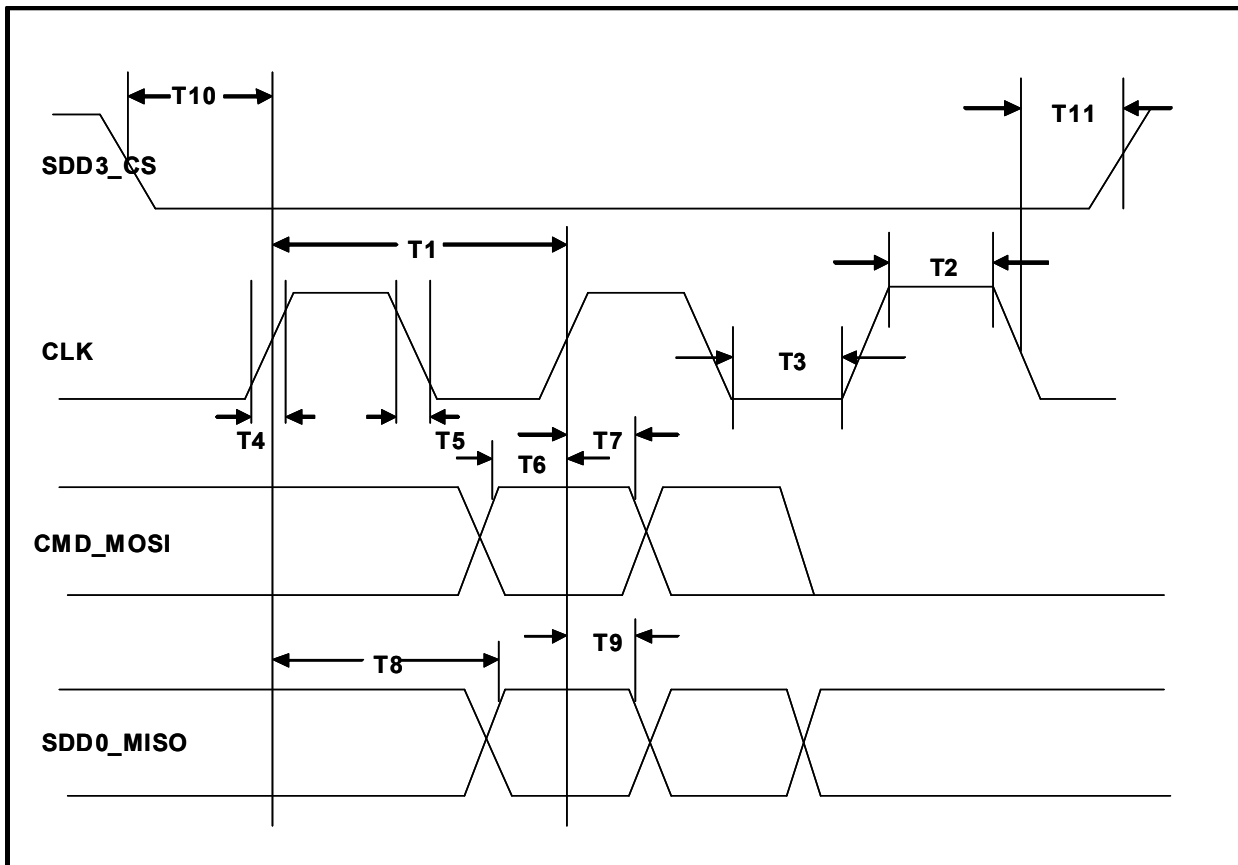 T10
T11
SDD3_CS
T1
T2
CLK
T3
T4
T5
T7
T6
CMD_MOSI
T9
T8
SDD0_MISO